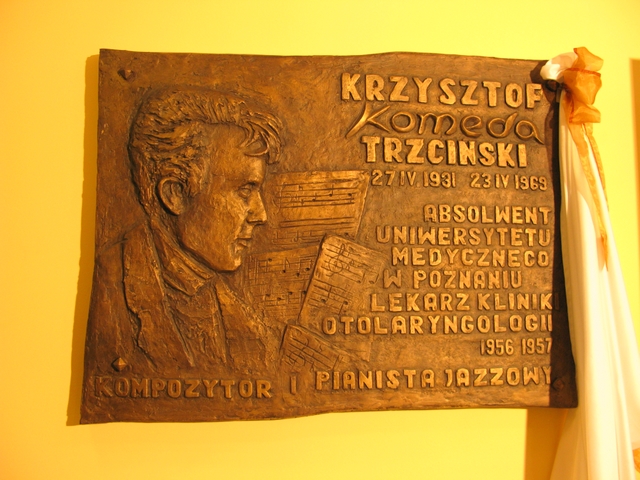 KRZYSZTOF
Komeda
TRZCIŃSKI
27 IV 1931 23 IV 1969
ABSOLWENT
UNIWERSYTETU
MEDYCZNEGO
W POZNANIU
LEKARZ KLINIK
OTOLARYNGOLOGII
1956 1957
KOMPOZYTOR I PIANISTA JAZZOWY